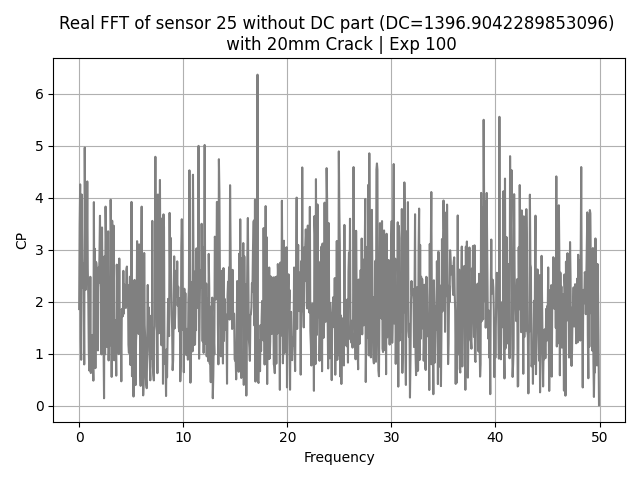 Real FFT of sensor 25 without DC part (DC=1396.9042289853096)
with 20mm Crack | Exp 100
6
5
4
3
2
1
0
CP
0 10 20 30 40 50
Frequency